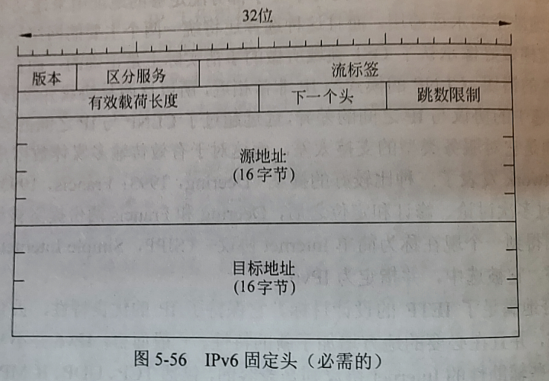 32位
版本 区分服务 流标签
有效载荷长度 下一个头 跳数限制
源地址
(16字节)
目标地址
(16字节)
图 5-56 IPv6 固定头（必需的）